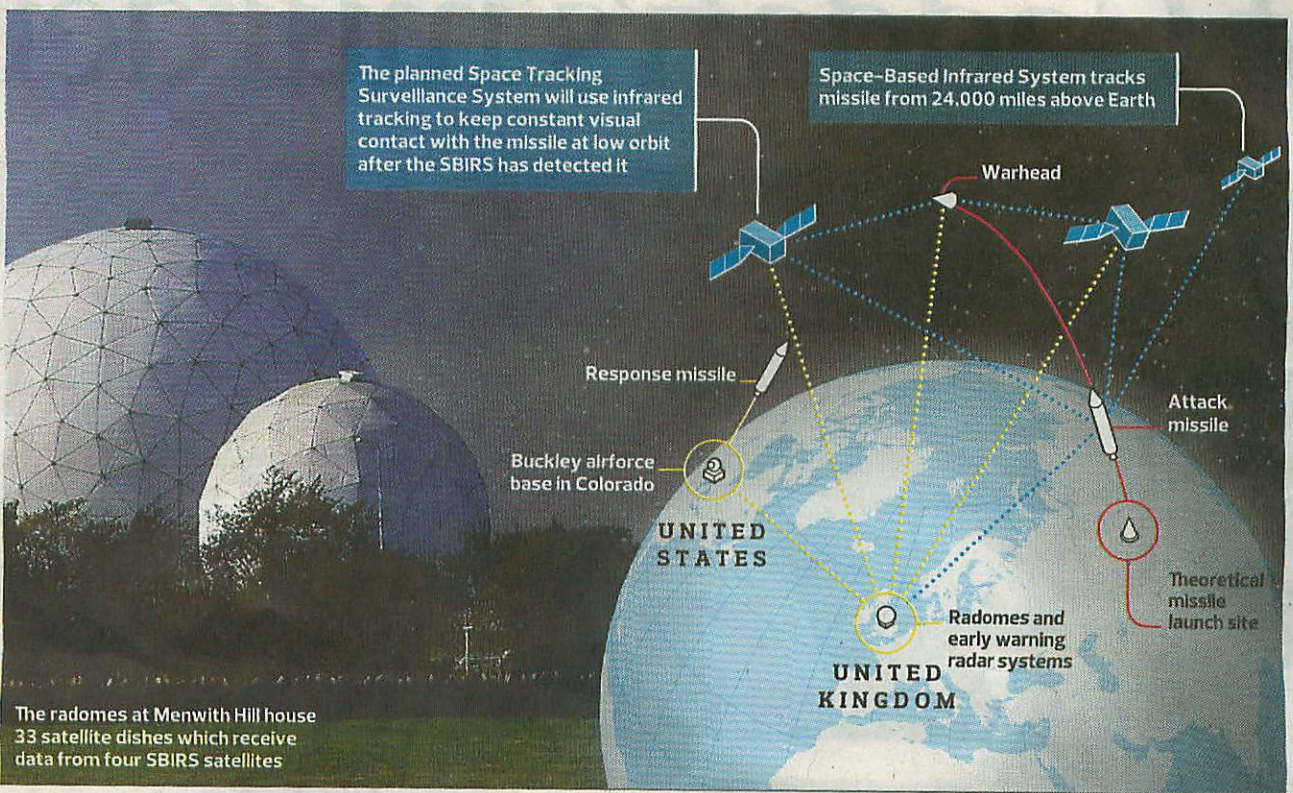 The planned Space Tracking
Surveillance System will use infrared
tracking to keep constant visual
contact with the missile at low orbit
after the SBIRS has detected it
Space-Based Infrared System tracks
missile from 24,000 miles above Earth
Warhead
Response missile
Attack
missile
Buckley airforce
base in Colorado
UNITED
STATES
Theoretical
missile
launch site
Radomes and
early warning
radar systems
UNITED
KINGDOM
The radomes at Menwith Hill house
33 satellite dishes which receive
data from four SBIRS satellites